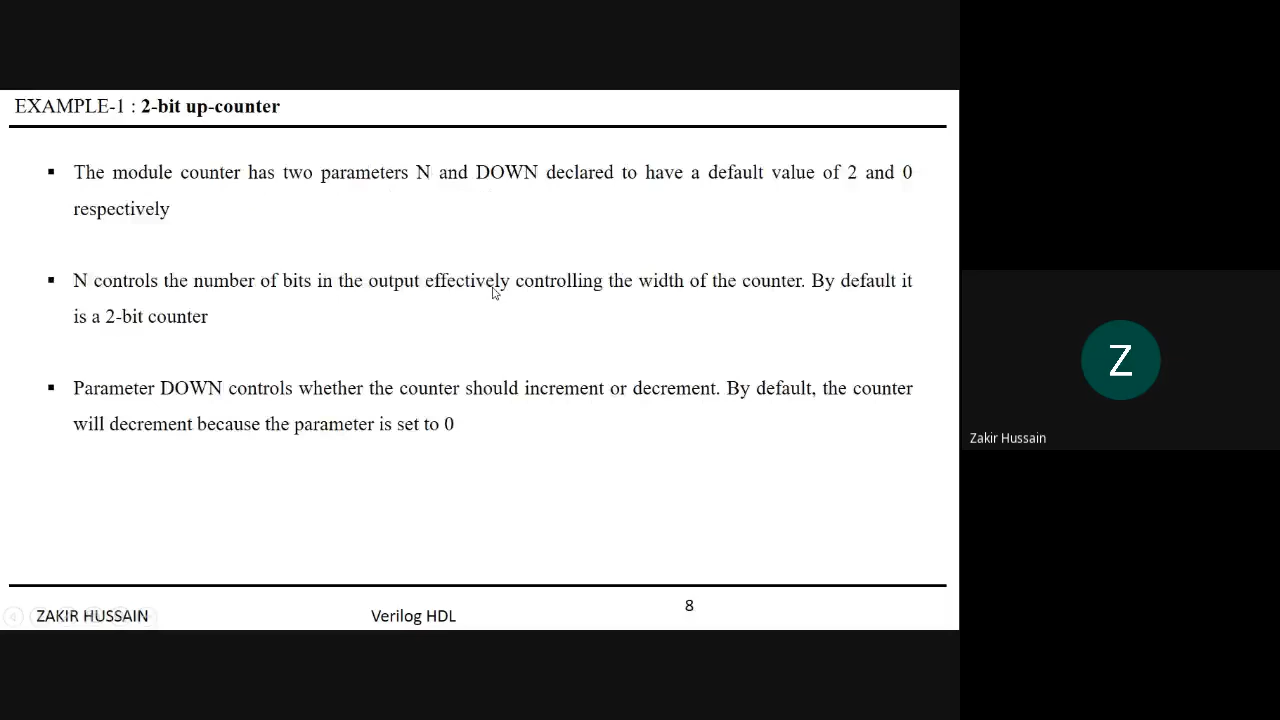 EXAMPLE-1 : 2-bit up-counter
▪ The module counter has two parameters N and DOWN declared to have a default value of 2 and 0
respectively
▪ N controls the number of bits in the output effectively controlling the width of the counter. By default it
is a 2-bit counter
▪ Parameter DOWN controls whether the counter should increment or decrement. By default, the counter
will decrement because the parameter is set to 0
Z
Zakir Hussain
8
ZAKIR HUSSAIN
Verilog HDL